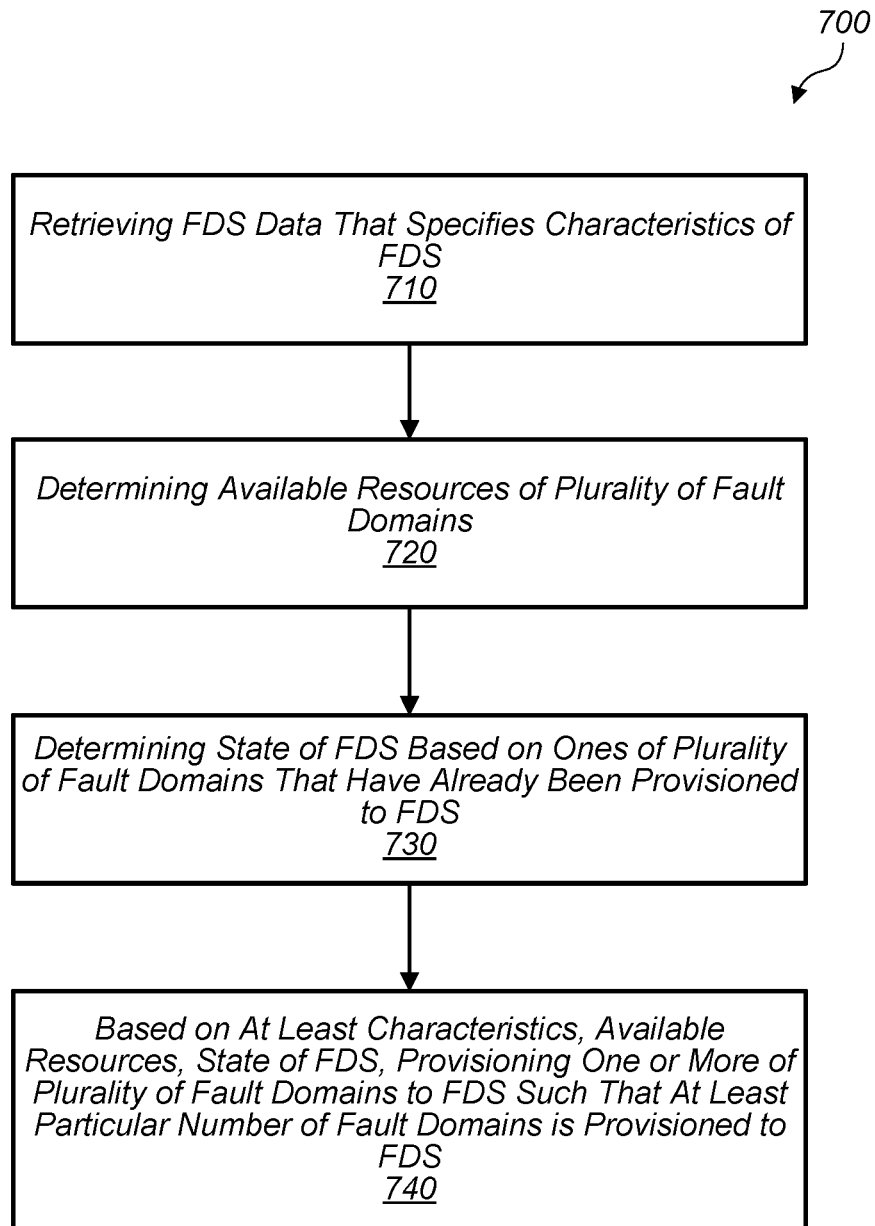 700
Retrieving FDS Data That Specifies Characteristics of
FDS
710
Determining Available Resources of Plurality of Fault
Domains
720
Determining State of FDS Based on Ones of Plurality
of Fault Domains That Have Already Been Provisioned
to FDS
730
Based on At Least Characteristics, Available
Resources, State of FDS, Provisioning One or More of
Plurality of Fault Domains to FDS Such That At Least
Particular Number of Fault Domains is Provisioned to
FDS
740